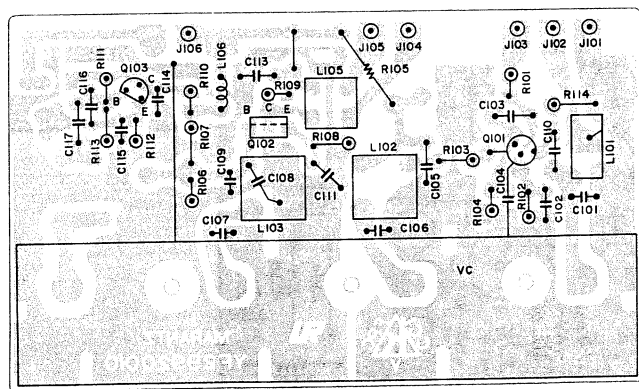 J106
J105
J104
J103
J102
J101
R111
Q103
C
C114
R110
L106
C113
R109
L105
R105
R101
C103
R114
C116
B
E
B
C
E
C117
R113
C115
R112
R107
Q102
R108
L102
R103
Q101
C110
L101
C109
C108
C111
C105
R106
R104
C104
R102
C102
C101
C107
L103
C106
VC